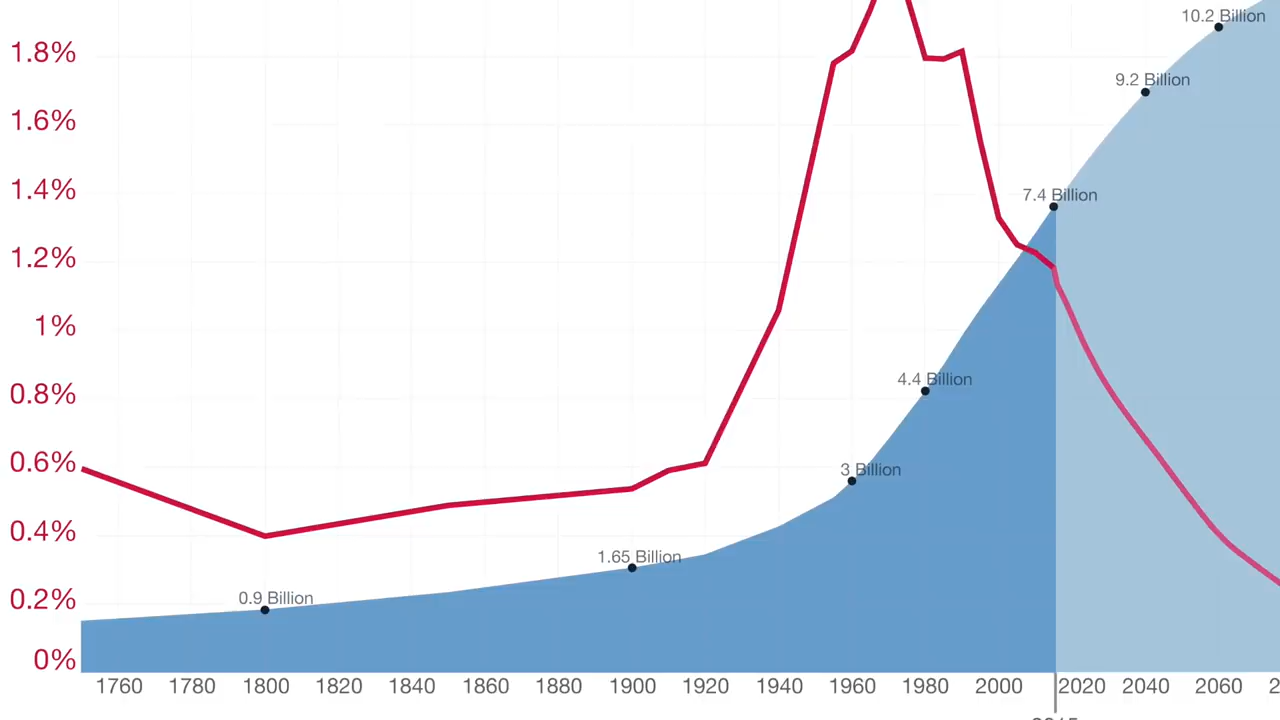 10.2 Billion
1.8%
9.2 Billion
1.6%
1.4%
7.4 Billion
1.2%
1%
0.8%
4.4 Billion
0.6%
3 Billion
0.4%
1.65 Billion
0.2%
0.9 Billion
0%
1760 1780 1800 1820 1840 1860 1880 1900 1920 1940 1960 1980 2000 2020 2040 2060